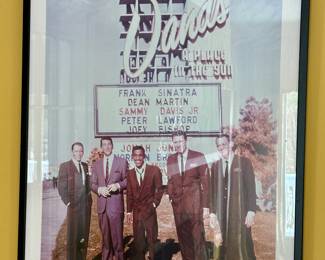 Sands
A PLACE
IN THE SUN
FRANK SINATRA
DEAN MARTIN
SAMMY DAVIS JR
PETER LAWFORD
JOEY BISHOP